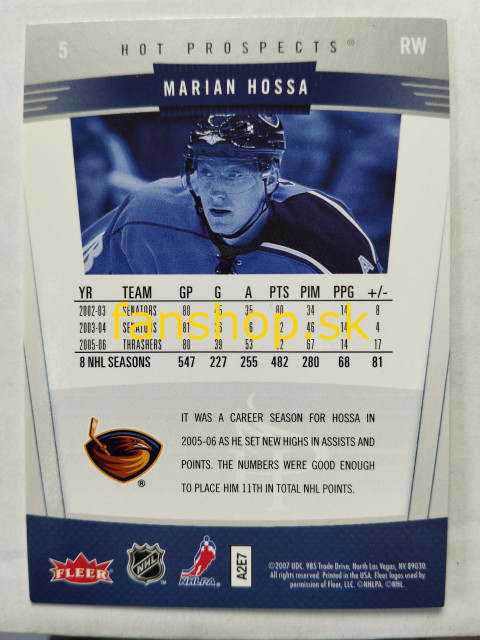 5 HOT PROSPECTS® RW
MARIAN HOSSA
A
YR TEAM GP G A PTS PIM PPG +/-
2002-03 SENATORS 80 35 80 34 14 8
2003-04 SENATORS 81 46 14 4
2005-06 THRASHERS 80 39 53 67 14 17
8 NHL SEASONS 547 227 255 482 280 68 81
fanshop.sk
IT WAS A CAREER SEASON FOR HOSSA IN
2005-06 AS HE SET NEW HIGHS IN ASSISTS AND
POINTS. THE NUMBERS WERE GOOD ENOUGH
TO PLACE HIM 11TH IN TOTAL NHL POINTS.
®
FLEER NHL NHLPA A2E7
©2007 UDC. 985 Trade Drive, North Las Vegas, NV 89030.
All rights reserved. Printed in the USA. Fleer logos used by
permission of Fleer, LLC. ©NHLPA. ©NHL.